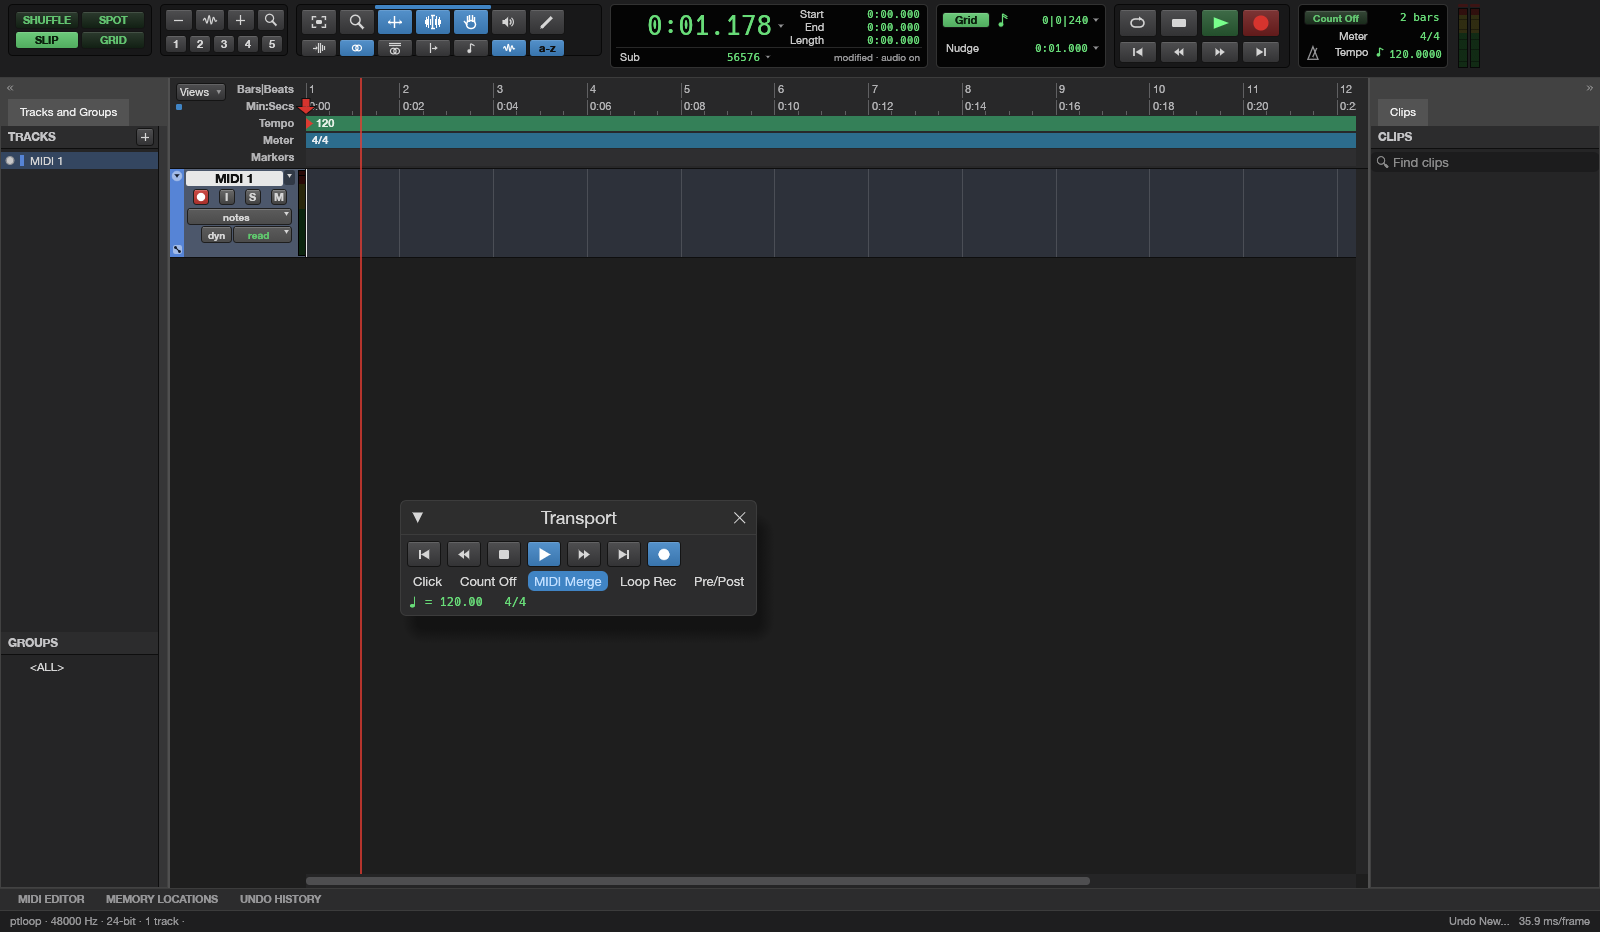 SHUFFLE SPOT
SLIP GRID
1 2 3 4 5
a-z
0:01.178
Start 0:00.000
End 0:00.000
Length 0:00.000
Sub 56576 modified · audio on
Grid 0|0|240
Nudge 0:01.000
Count Off 2 bars
Meter 4/4
Tempo 120.0000
Tracks and Groups
TRACKS +
MIDI 1
GROUPS
<ALL>
Views
Bars|Beats 1 2 3 4 5 6 7 8 9 10 11 12
Min:Secs 0:00 0:02 0:04 0:06 0:08 0:10 0:12 0:14 0:16 0:18 0:20 0:2
Tempo 120
Meter 4/4
Markers
MIDI 1
I S M
notes
dyn read
Transport
Click Count Off MIDI Merge Loop Rec Pre/Post
= 120.00 4/4
Clips
CLIPS
Find clips
MIDI EDITOR MEMORY LOCATIONS UNDO HISTORY
ptloop · 48000 Hz · 24-bit · 1 track ·
Undo New... 35.9 ms/frame